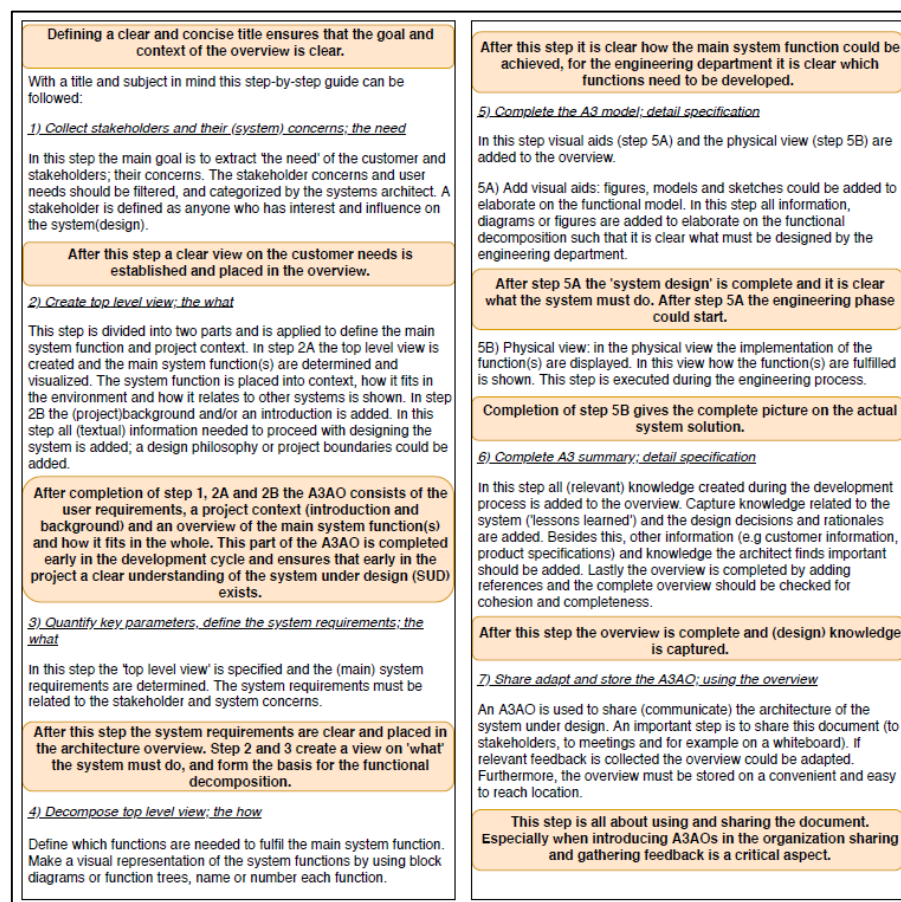 Defining a clear and concise title ensures that the goal and
context of the overview is clear.
With a title and subject in mind this step-by-step guide can be
followed:
1) Collect stakeholders and their (system) concerns; the need
In this step the main goal is to extract 'the need' of the customer and
stakeholders; their concerns. The stakeholder concerns and user
needs should be filtered, and categorized by the systems architect. A
stakeholder is defined as anyone who has interest and influence on
the system(design).
After this step a clear view on the customer needs is
established and placed in the overview.
2) Create top level view; the what
This step is divided into two parts and is applied to define the main
system function and project context. In step 2A the top level view is
created and the main system function(s) are determined and
visualized. The system function is placed into context, how it fits in
the environment and how it relates to other systems is shown. In step
2B the (project)background and/or an introduction is added. In this
step all (textual) information needed to proceed with designing the
system is added; a design philosophy or project boundaries could be
added.
After completion of step 1, 2A and 2B the A3AO consists of the
user requirements, a project context (introduction and
background) and an overview of the main system function(s)
and how it fits in the whole. This part of the A3AO is completed
early in the development cycle and ensures that early in the
project a clear understanding of the system under design (SUD)
exists.
3) Quantify key parameters, define the system requirements; the
what
In this step the 'top level view' is specified and the (main) system
requirements are determined. The system requirements must be
related to the stakeholder and system concerns.
After this step the system requirements are clear and placed in
the architecture overview. Step 2 and 3 create a view on 'what'
the system must do, and form the basis for the functional
decomposition.
4) Decompose top level view; the how
Define which functions are needed to fulfil the main system function.
Make a visual representation of the system functions by using block
diagrams or function trees, name or number each function.
After this step it is clear how the main system function could be
achieved, for the engineering department it is clear which
functions need to be developed.
5) Complete the A3 model; detail specification
In this step visual aids (step 5A) and the physical view (step 5B) are
added to the overview.
5A) Add visual aids: figures, models and sketches could be added to
elaborate on the functional model. In this step all information,
diagrams or figures are added to elaborate on the functional
decomposition such that it is clear what must be designed by the
engineering department.
After step 5A the 'system design' is complete and it is clear
what the system must do. After step 5A the engineering phase
could start.
5B) Physical view: in the physical view the implementation of the
function(s) are displayed. In this view how the function(s) are fulfilled
is shown. This step is executed during the engineering process.
Completion of step 5B gives the complete picture on the actual
system solution.
6) Complete A3 summary; detail specification
In this step all (relevant) knowledge created during the development
process is added to the overview. Capture knowledge related to the
system ('lessons learned') and the design decisions and rationales
are added. Besides this, other information (e.g customer information,
product specifications) and knowledge the architect finds important
should be added. Lastly the overview is completed by adding
references and the complete overview should be checked for
cohesion and completeness.
After this step the overview is complete and (design) knowledge
is captured.
7) Share adapt and store the A3AO; using the overview
An A3AO is used to share (communicate) the architecture of the
system under design. An important step is to share this document (to
stakeholders, to meetings and for example on a whiteboard). If
relevant feedback is collected the overview could be adapted.
Furthermore, the overview must be stored on a convenient and easy
to reach location.
This step is all about using and sharing the document.
Especially when introducing A3AOs in the organization sharing
and gathering feedback is a critical aspect.